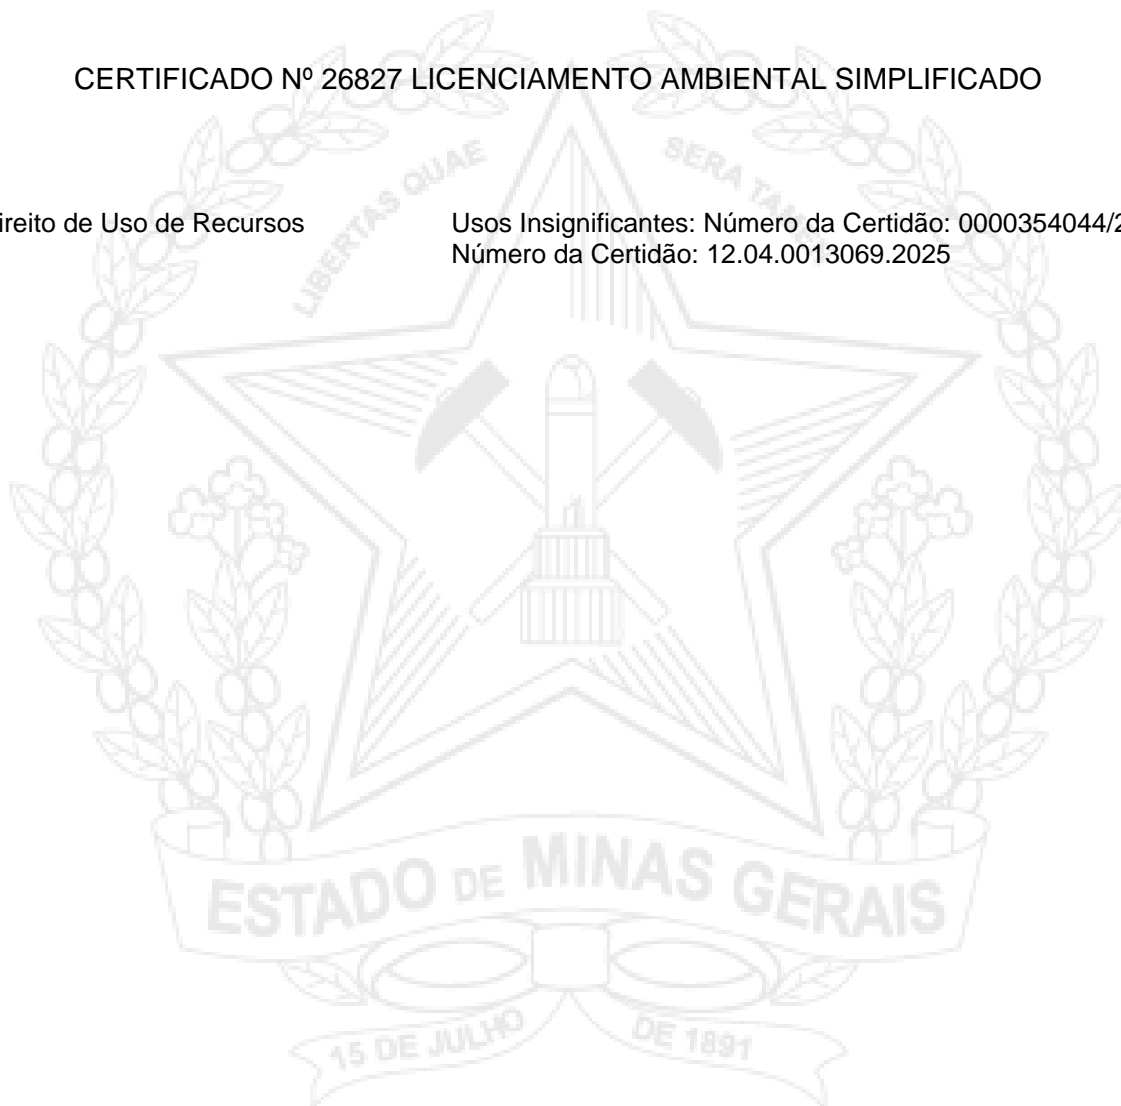 CERTIFICADO Nº 26827 LICENCIAMENTO AMBIENTAL SIMPLIFICADO
LIBERTAS QUAE SERA TAMEN
ireito de Uso de Recursos
Usos Insignificantes: Número da Certidão: 0000354044/2
Número da Certidão: 12.04.0013069.2025
ESTADO DE MINAS GERAIS
15 DE JULHO DE 1891